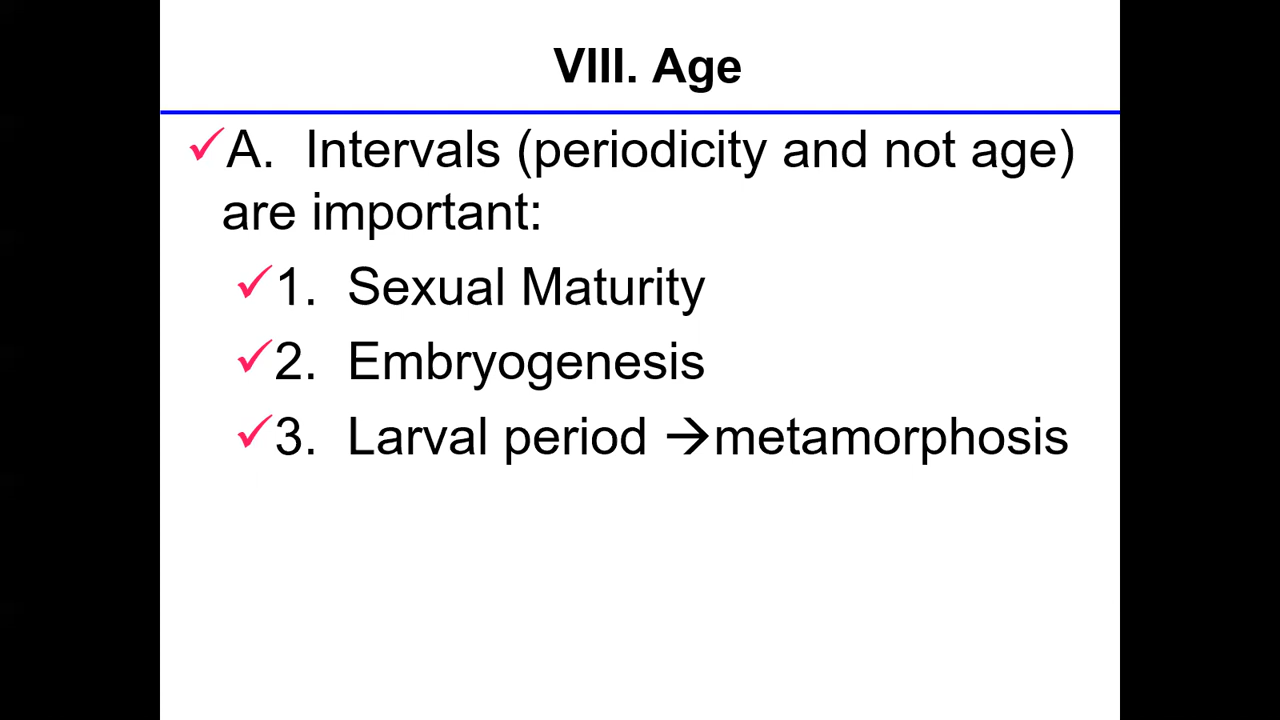 VIII. Age
✓A. Intervals (periodicity and not age)
are important:
✓1. Sexual Maturity
✓2. Embryogenesis
✓3. Larval period →metamorphosis